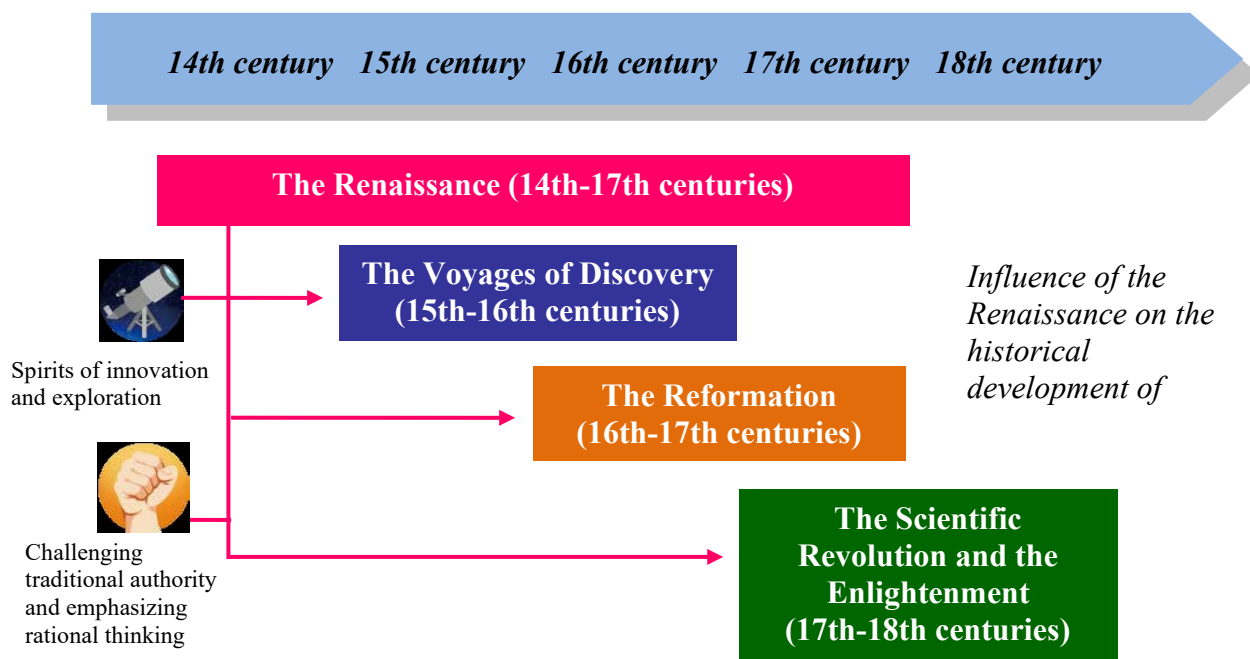 14th century 15th century 16th century 17th century 18th century
The Renaissance (14th-17th centuries)
The Voyages of Discovery
(15th-16th centuries)
Influence of the
Renaissance on the
historical
development of
Spirits of innovation
and exploration
The Reformation
(16th-17th centuries)
Challenging
traditional authority
and emphasizing
rational thinking
The Scientific
Revolution and the
Enlightenment
(17th-18th centuries)